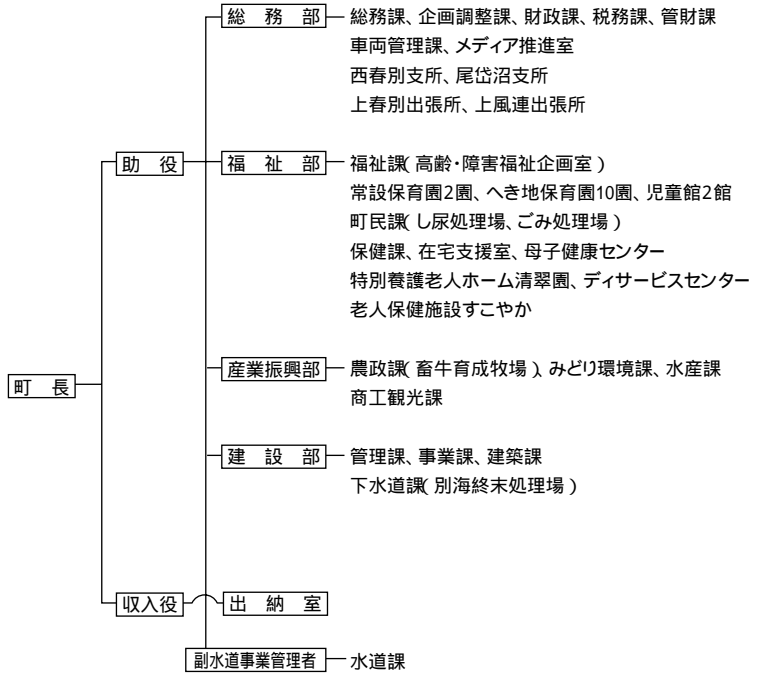 町 長
助 役
総 務 部
総務課、企画調整課、財政課、税務課、管財課
車両管理課、メディア推進室
西春別支所、尾岱沼支所
上春別出張所、上風連出張所
福 祉 部
福祉課(高齢・障害福祉企画室)
常設保育園2園、へき地保育園10園、児童館2館
町民課(し尿処理場、ごみ処理場)
保健課、在宅支援室、母子健康センター
特別養護老人ホーム清翠園、ディサービスセンター
老人保健施設すこやか
産業振興部
農政課(畜牛育成牧場)、みどり環境課、水産課
商工観光課
建 設 部
管理課、事業課、建築課
下水道課(別海終末処理場)
収入役
出 納 室
副水道事業管理者
水道課